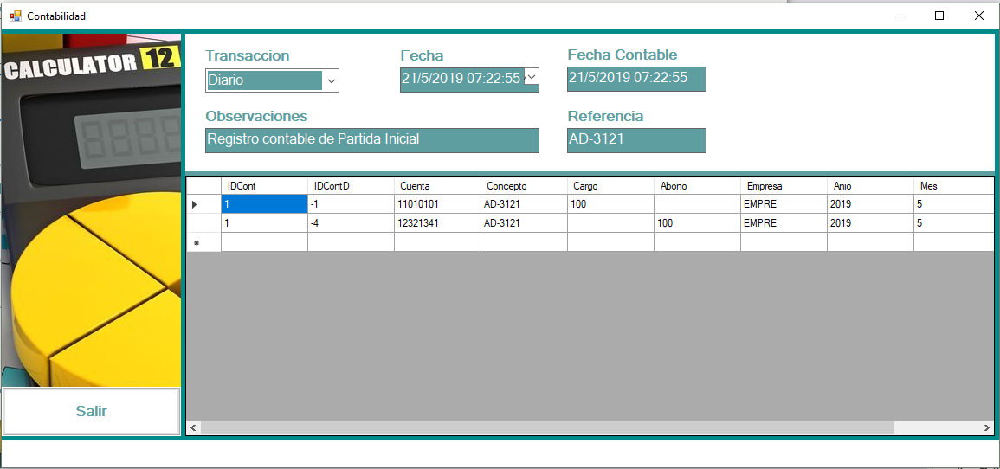 Contabilidad
CALCULATOR 12
Transaccion
Fecha
Fecha Contable
Diario
21/5/2019 07:22:55
21/5/2019 07:22:55
Observaciones
Referencia
Registro contable de Partida Inicial
AD-3121
IDCont IDContD Cuenta Concepto Cargo Abono Empresa Anio Mes
1 -1 11010101 AD-3121 100 EMPRE 2019 5
1 -4 12321341 AD-3121 100 EMPRE 2019 5
Salir